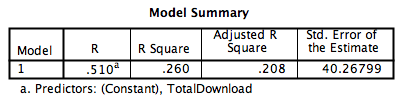 Model Summary
Model R R Square Adjusted R Square Std. Error of the Estimate
1 .510a .260 .208 40.26799
a. Predictors: (Constant), TotalDownload